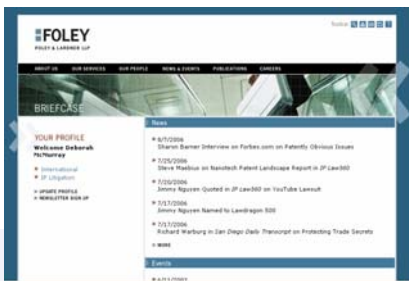 FOLEY
FOLEY & LARDNER LLP
ABOUT US OUR SERVICES OUR PEOPLE NEWS & EVENTS PUBLICATIONS CAREERS
BRIEFCASE
YOUR PROFILE
Welcome Deborah
McMurray
International
IP Litigation
UPDATE PROFILE
NEWSLETTER SIGN UP
News
8/7/2006
Sharon Barner Interview on Forbes.com on Patently Obvious Issues
7/25/2006
Steve Maebius on Nanotech Patent Landscape Report in IP Law360
7/20/2006
Jimmy Nguyen Quoted in IP Law360 on YouTube Lawsuit
7/17/2006
Jimmy Nguyen Named to Lawdragon 500
7/17/2006
Richard Warburg in San Diego Daily Transcript on Protecting Trade Secrets
MORE
Events